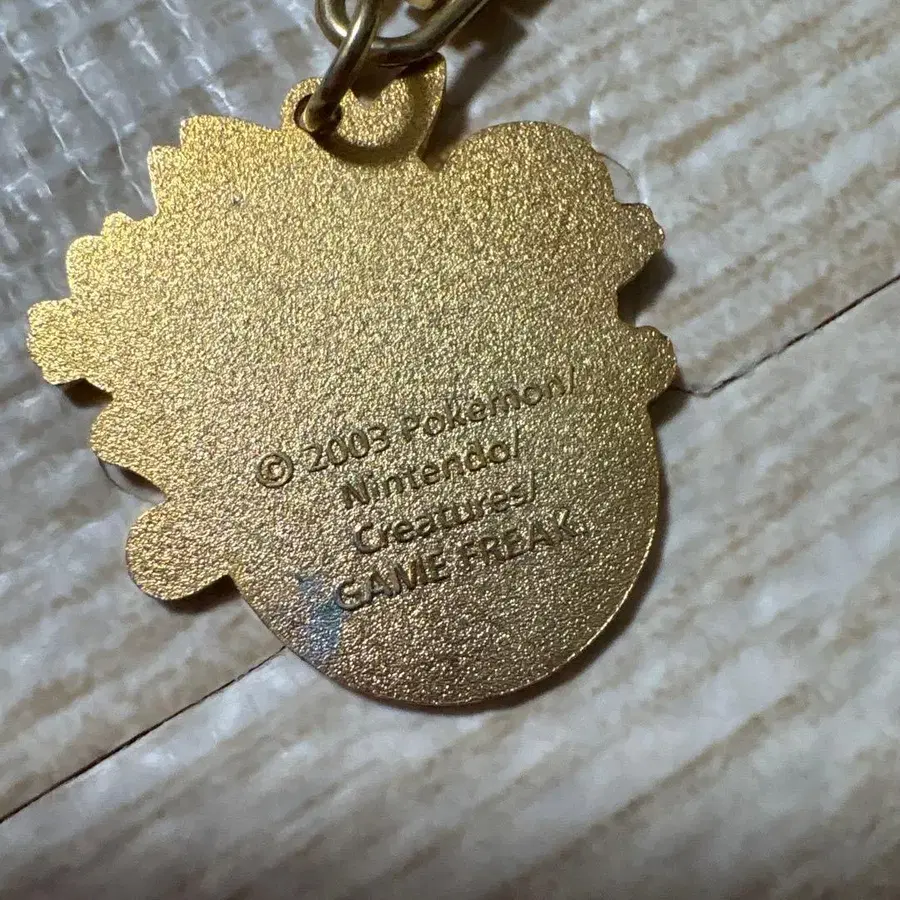 © 2003 Pokemon/
Nintendo/
Creatures/
GAME FREAK.